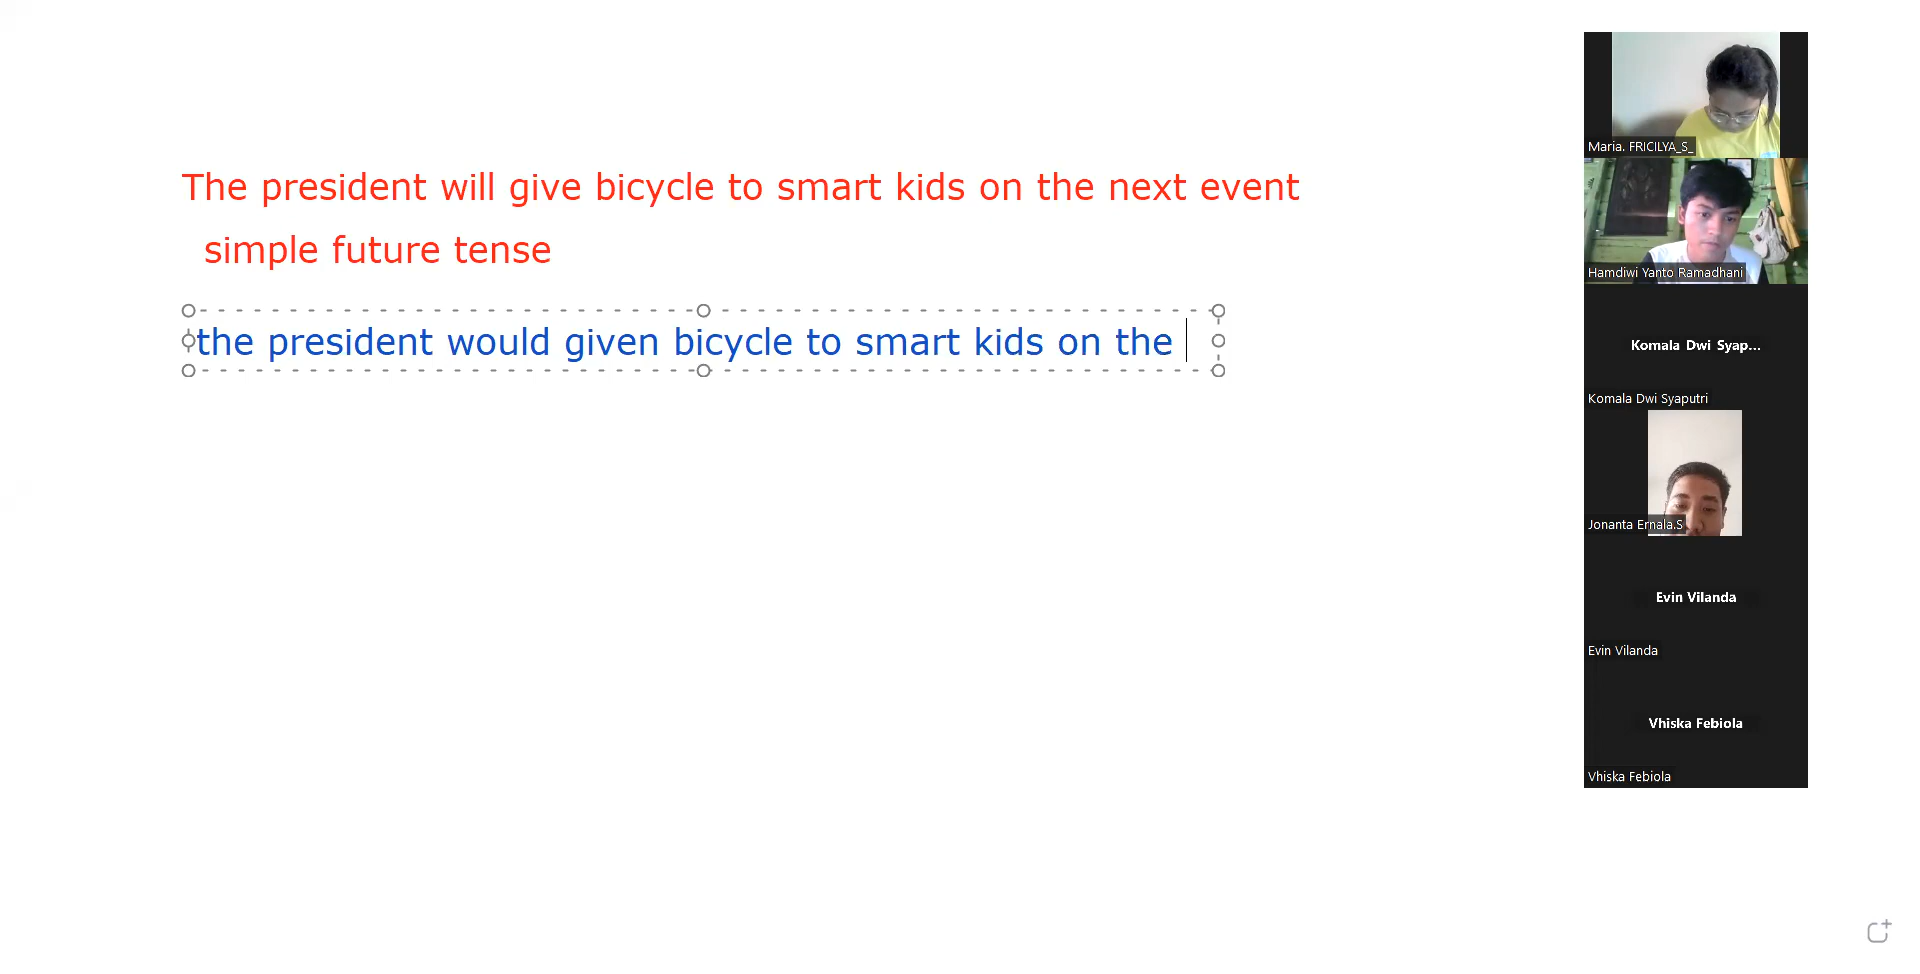 The president will give bicycle to smart kids on the next event
simple future tense
the president would given bicycle to smart kids on the
Maria. FRICILYA_S_
Hamdiwi Yanto Ramadhani
Komala Dwi Syap...
Komala Dwi Syaputri
Jonanta Ernala.S
Evin Vilanda
Evin Vilanda
Vhiska Febiola
Vhiska Febiola